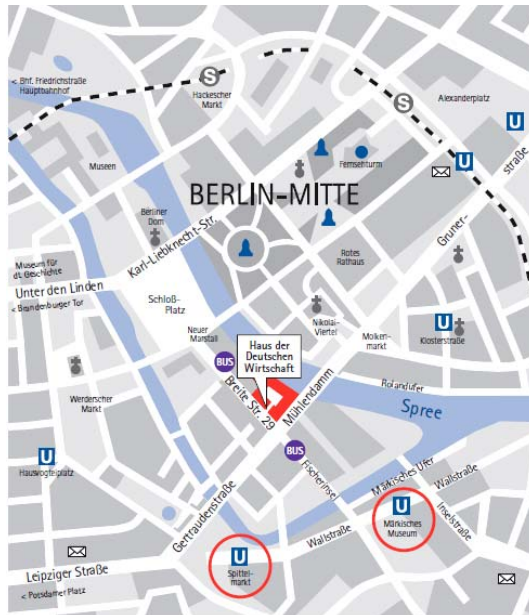 < Bhf. Friedrichstraße
Hauptbahnhof
S
Hackescher
Markt
S
Alexanderplatz
U
U
Museen
Fernsehturm
straße
BERLIN-MITTE
Berliner
Dom
Karl-Liebknecht-Str.
Gruner-
Museum für
dt. Geschichte
Unter den Linden
< Brandenburger Tor
Rotes
Rathaus
Schloß-
Platz
Neuer
Marstall
Nikolai-
Viertel
Molken-
markt
U
Klosterstraße
Haus der
Deutschen
Wirtschaft
BUS
Breite Str. 29
Mühlendamm
Rolandufer
Spree
Werderscher
Markt
BUS
Fischerinsel
U
Hausvogteiplatz
Gertraudenstraße
Märkisches Ufer
Wallstraße
U
Märkisches
Museum
Inselstraße
Wallstraße
U
Spittel-
markt
Leipziger Straße
< Potsdamer Platz